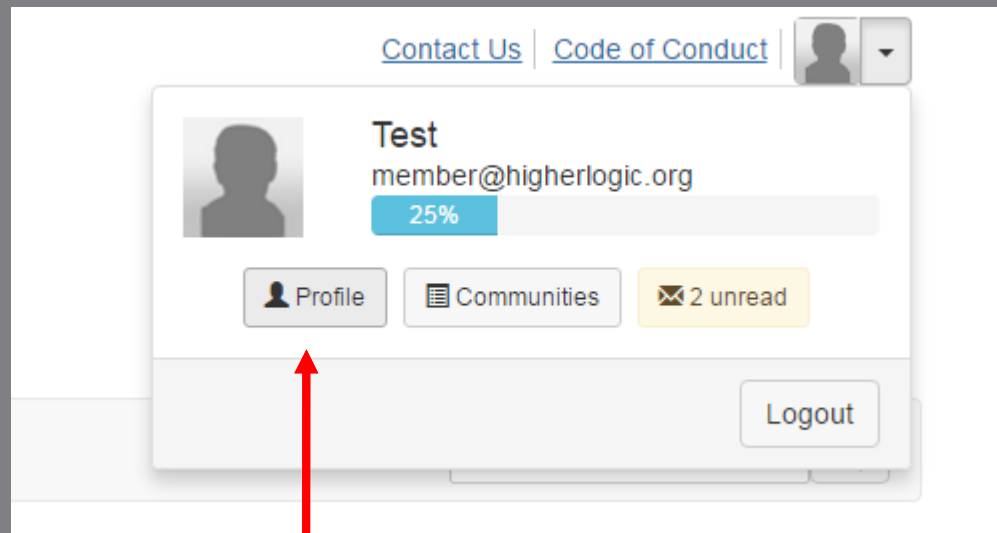 Contact Us Code of Conduct
Test
member@higherlogic.org
25%
Profile Communities 2 unread
Logout